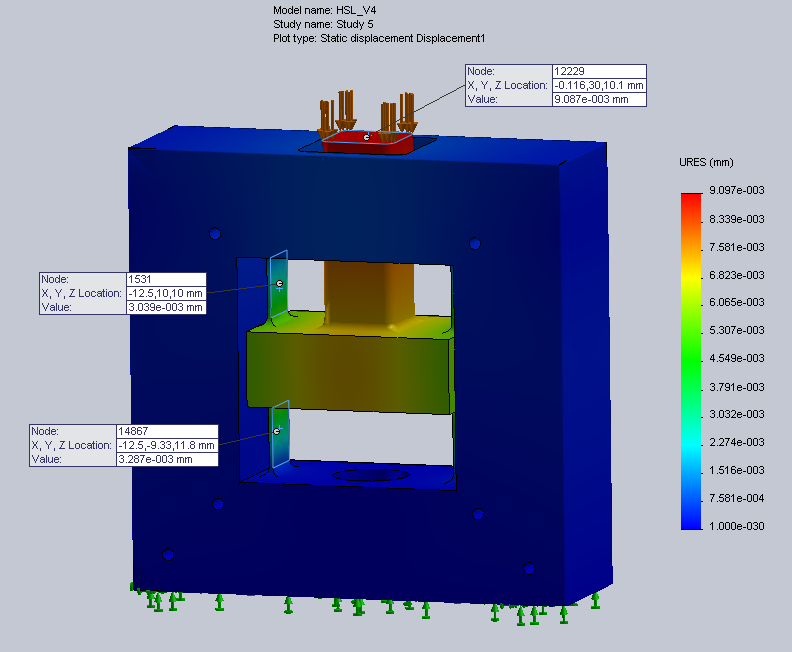 Model name: HSL_V4
Study name: Study 5
Plot type: Static displacement Displacement1
Node: 12229
X, Y, Z Location: -0.116,30,10.1 mm
Value: 9.087e-003 mm
URES (mm)
9.097e-003
8.339e-003
7.581e-003
6.823e-003
6.065e-003
5.307e-003
4.549e-003
3.791e-003
3.032e-003
2.274e-003
1.516e-003
7.581e-004
1.000e-030
Node: 1531
X, Y, Z Location: -12.5,10,10 mm
Value: 3.039e-003 mm
Node: 14867
X, Y, Z Location: -12.5,-9.33,11.8 mm
Value: 3.287e-003 mm